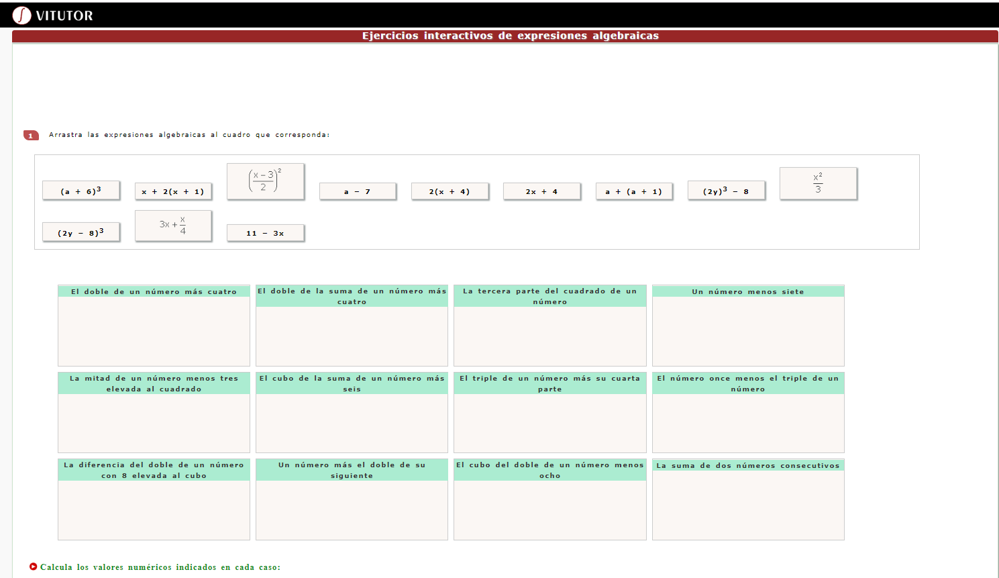 VITUTOR
Ejercicios interactivos de expresiones algebraicas
1 Arrastra las expresiones algebraicas al cuadro que corresponda:
(a + 6)³
x + 2(x + 1)
((x − 3)/2)²
a − 7
2(x + 4)
2x + 4
a + (a + 1)
(2y)³ − 8
x²/3
(2y − 8)³
3x + x/4
11 − 3x
El doble de un número más cuatro
El doble de la suma de un número más
cuatro
La tercera parte del cuadrado de un
número
Un número menos siete
La mitad de un número menos tres
elevada al cuadrado
El cubo de la suma de un número más
seis
El triple de un número más su cuarta
parte
El número once menos el triple de un
número
La diferencia del doble de un número
con 8 elevada al cubo
Un número más el doble de su
siguiente
El cubo del doble de un número menos
ocho
La suma de dos números consecutivos
Calcula los valores numéricos indicados en cada caso: